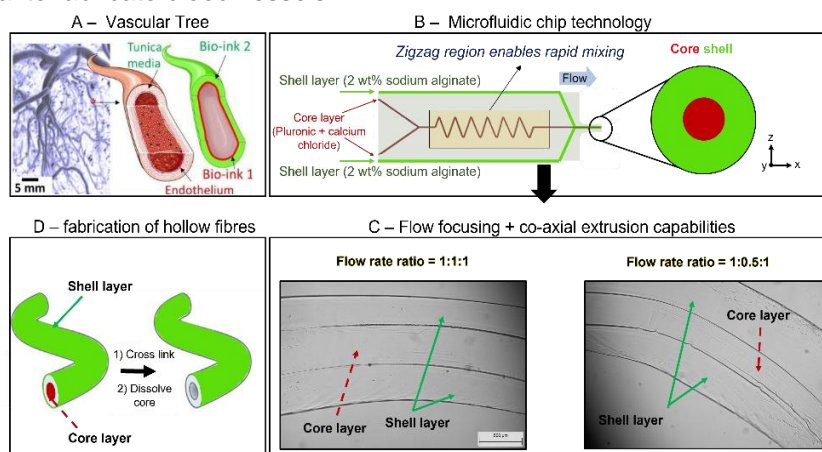 A – Vascular Tree
Tunica
media
Bio-ink 2
Bio-ink 1
Endothelium
5 mm
B – Microfluidic chip technology
Zigzag region enables rapid mixing
Shell layer (2 wt% sodium alginate)
Flow
Core layer
(Pluronic + calcium
chloride)
Shell layer (2 wt% sodium alginate)
Core shell
z
y
x
D – fabrication of hollow fibres
Shell layer
1) Cross link
2) Dissolve
core
Core layer
C – Flow focusing + co-axial extrusion capabilities
Flow rate ratio = 1:1:1
Core layer
Shell layer
Flow rate ratio = 1:0.5:1
Core layer
Shell layer